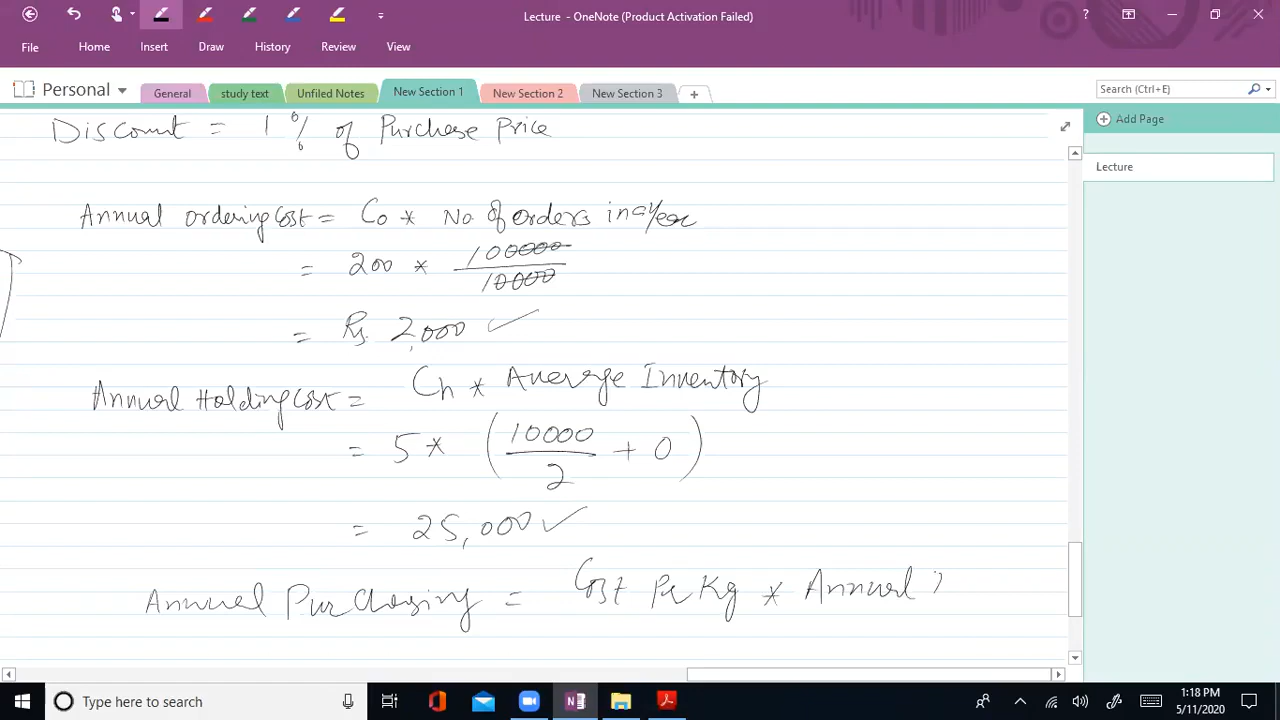 Lecture - OneNote (Product Activation Failed)
File Home Insert Draw History Review View
Personal General study text Unfiled Notes New Section 1 New Section 2 New Section 3 Search (Ctrl+E)
Add Page
Lecture
Discount = 1 % of Purchase Price
Annual ordering Cost = Co * No. of orders in a year
= 200 * 100000 / 10000
= Rs. 2,000 ✓
Annual Holding Cost = Ch * Average Inventory
= 5 * ( 10000 / 2 + 0 )
= 25,000 ✓
Annual Purchasing = Cost Per Kg * Annual
Type here to search
1:18 PM
5/11/2020